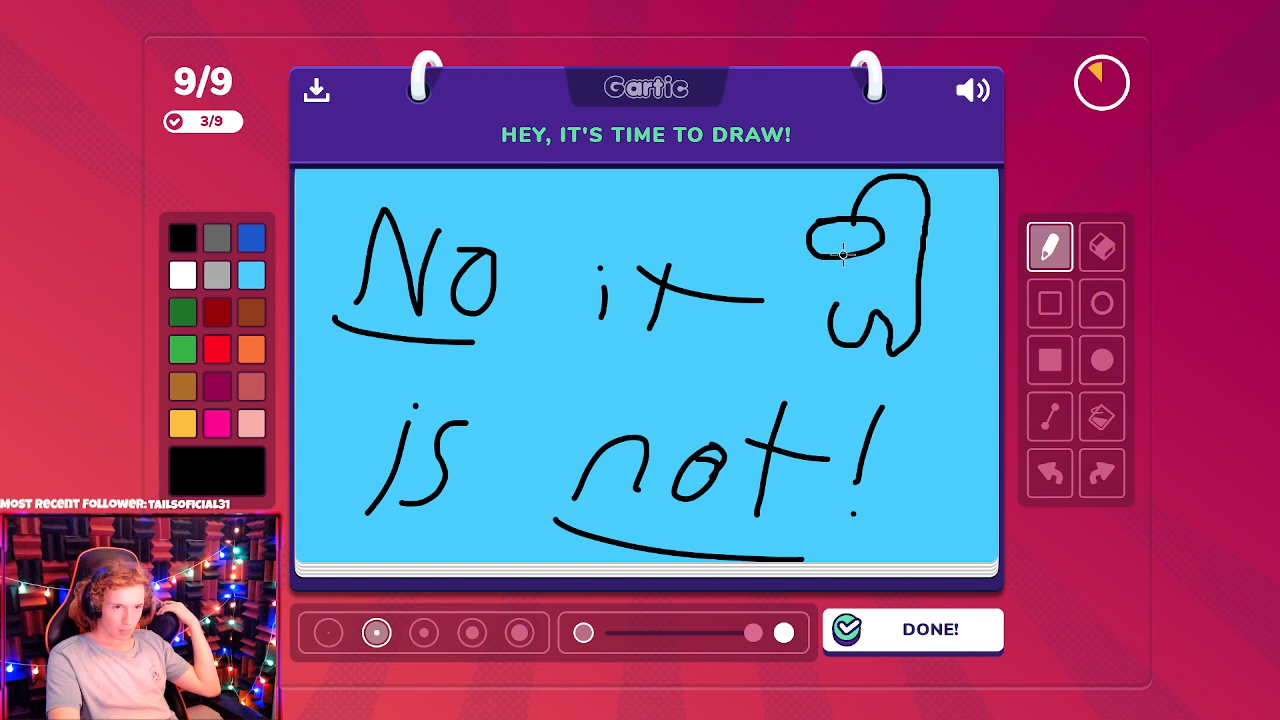 9/9
3/9
Gartic
HEY, IT'S TIME TO DRAW!
No it
is not!
MOST RECENT FOLLOWER: TAILSOFICIAL31
DONE!